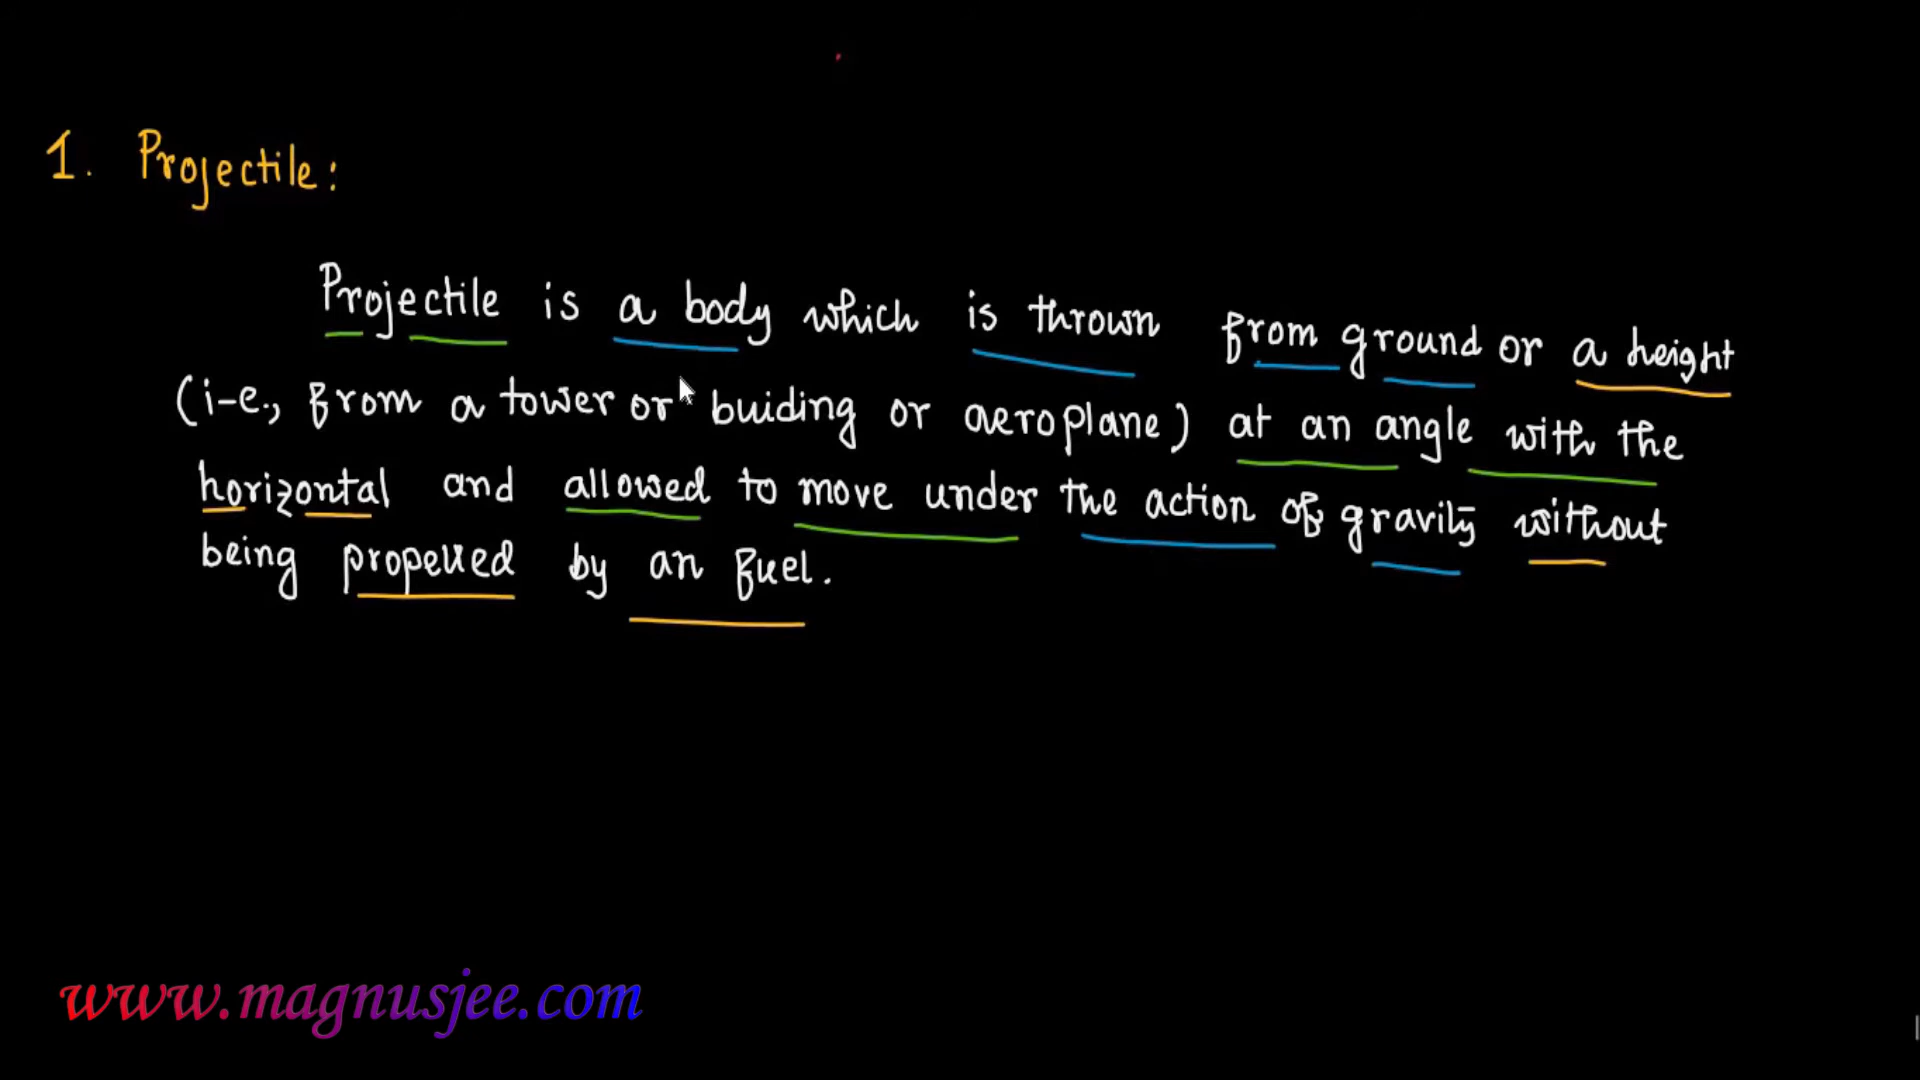 1. Projectile:
Projectile is a body which is thrown from ground or a height
(i-e., from a tower or buiding or aeroplane) at an angle with the
horizontal and allowed to move under the action of gravity without
being propelled by an fuel.
www.magnusjee.com